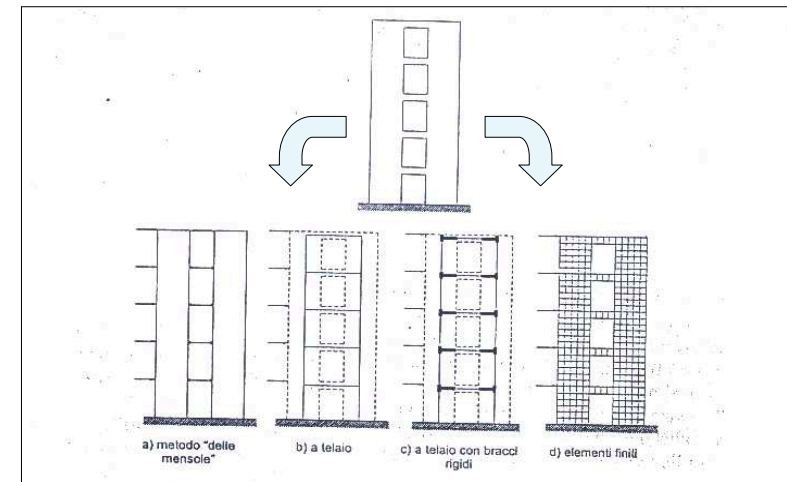 a) metodo "delle
mensole"
b) a telaio
c) a telaio con bracci
rigidi
d) elementi finiti